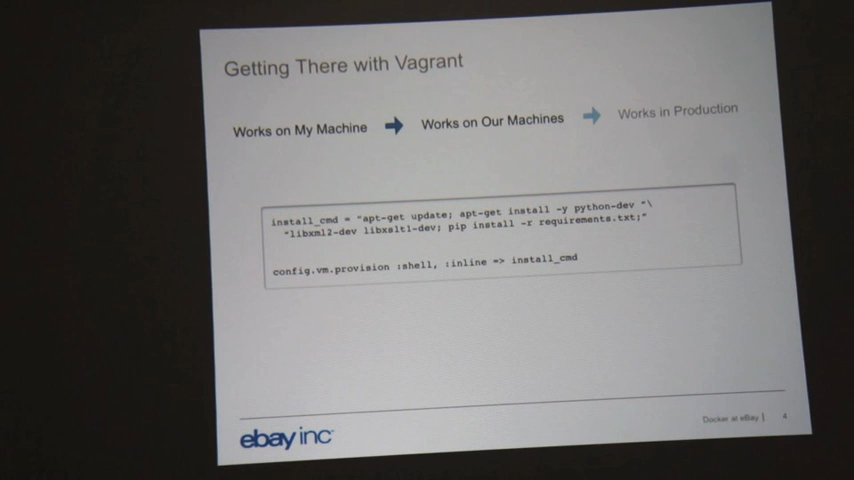 Getting There with Vagrant
Works on My Machine → Works on Our Machines → Works in Production
install_cmd = "apt-get update; apt-get install -y python-dev "\
"libxml2-dev libxslt1-dev; pip install -r requirements.txt;"
config.vm.provision :shell, :inline => install_cmd
ebay inc
Docker at eBay | 4